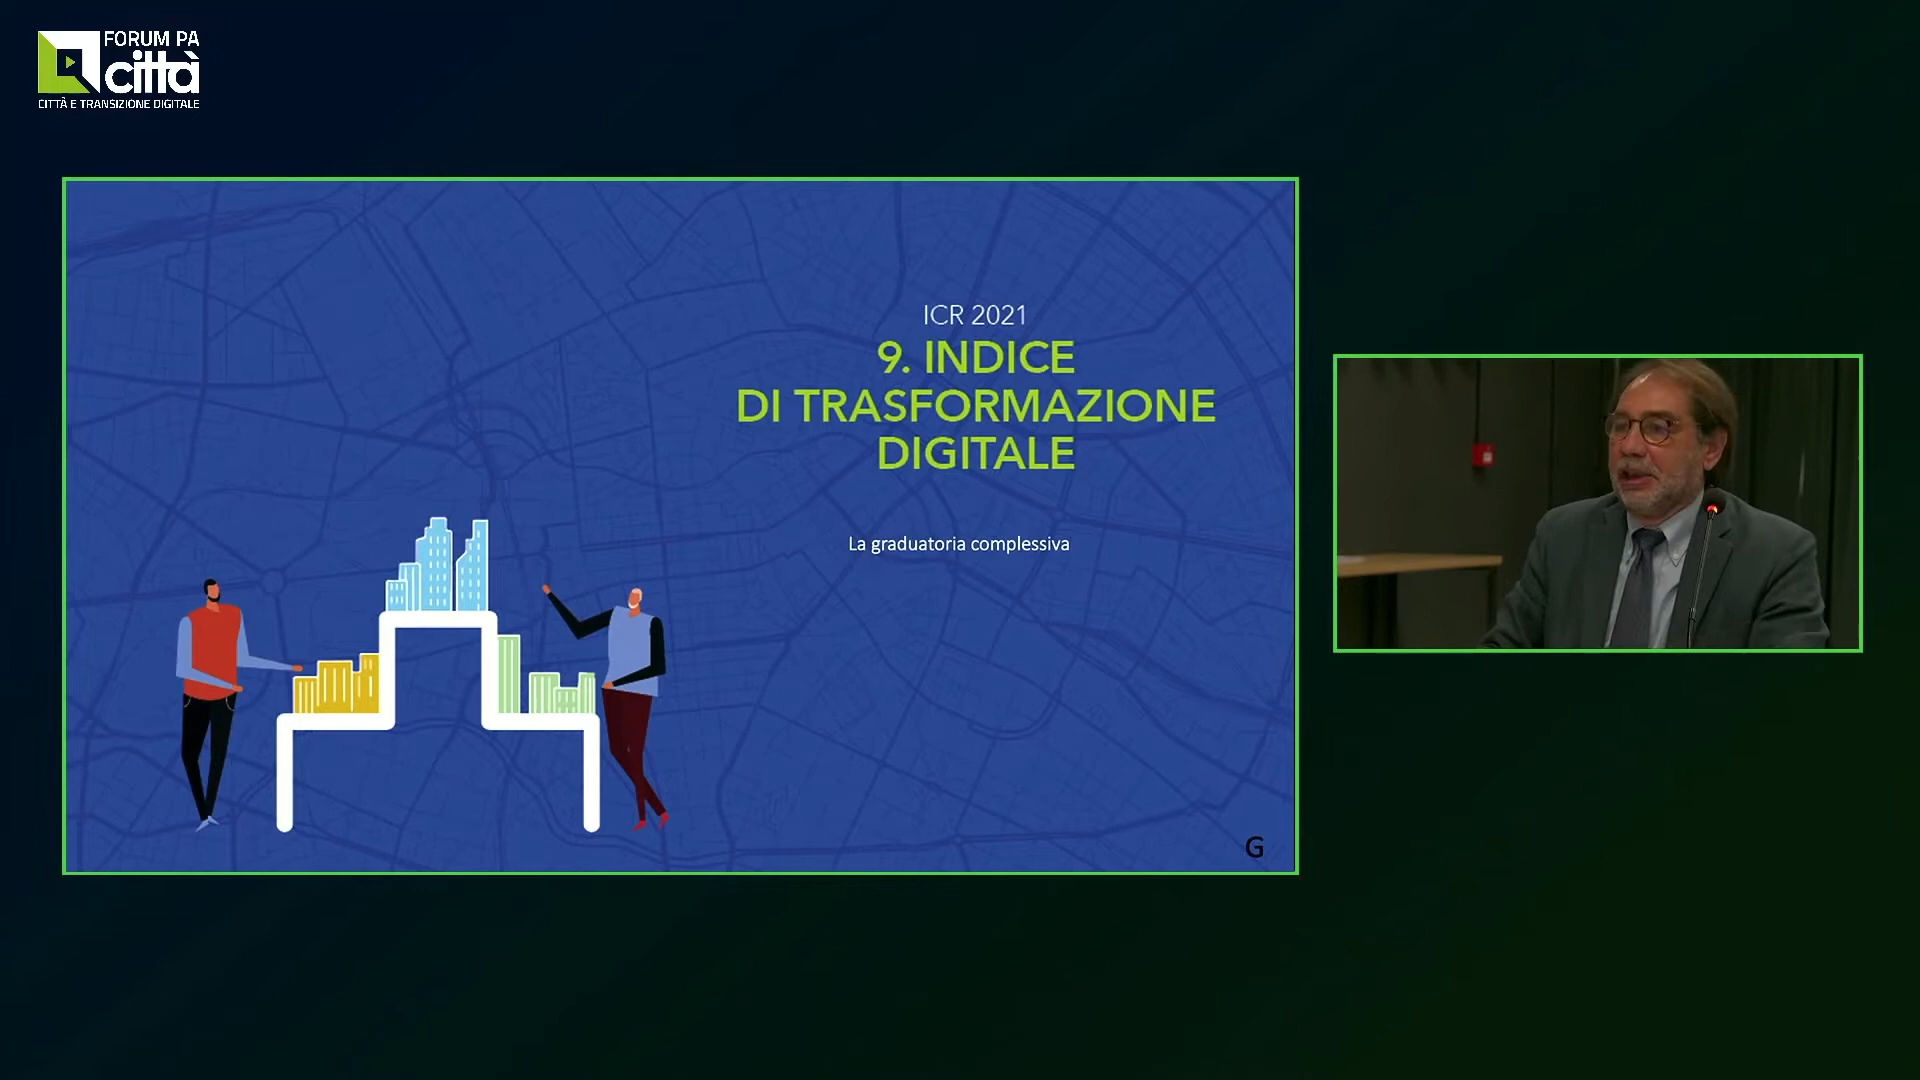 FORUM PA
città
CITTÀ E TRANSIZIONE DIGITALE
ICR 2021
9. INDICE
DI TRASFORMAZIONE
DIGITALE
La graduatoria complessiva
G